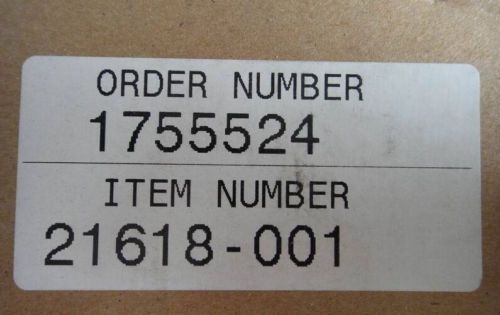 ORDER NUMBER
1755524
ITEM NUMBER
21618-001